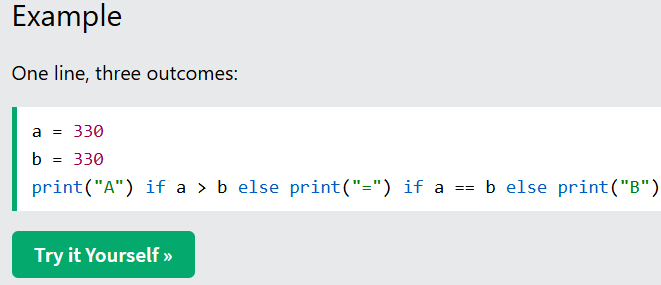 Example
One line, three outcomes:
a = 330
b = 330
print("A") if a > b else print("=") if a == b else print("B")
Try it Yourself »